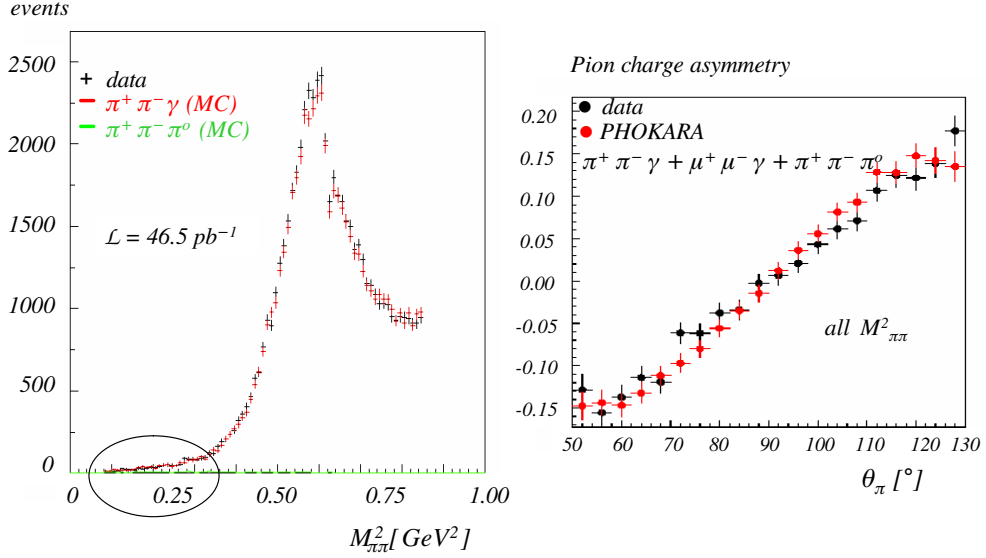 events
2500
2000
1500
1000
500
0
data
π⁺ π⁻ γ (MC)
π⁺ π⁻ π⁰ (MC)
ℒ = 46.5 pb⁻¹
0 0.25 0.50 0.75 1.00
M²ππ[ GeV² ]
Pion charge asymmetry
0.20
0.15
0.10
0.05
0.00
-0.05
-0.10
-0.15
data
PHOKARA
π⁺ π⁻ γ + μ⁺ μ⁻ γ + π⁺ π⁻ π⁰
all M²ππ
50 60 70 80 90 100 110 120 130
θπ [°]